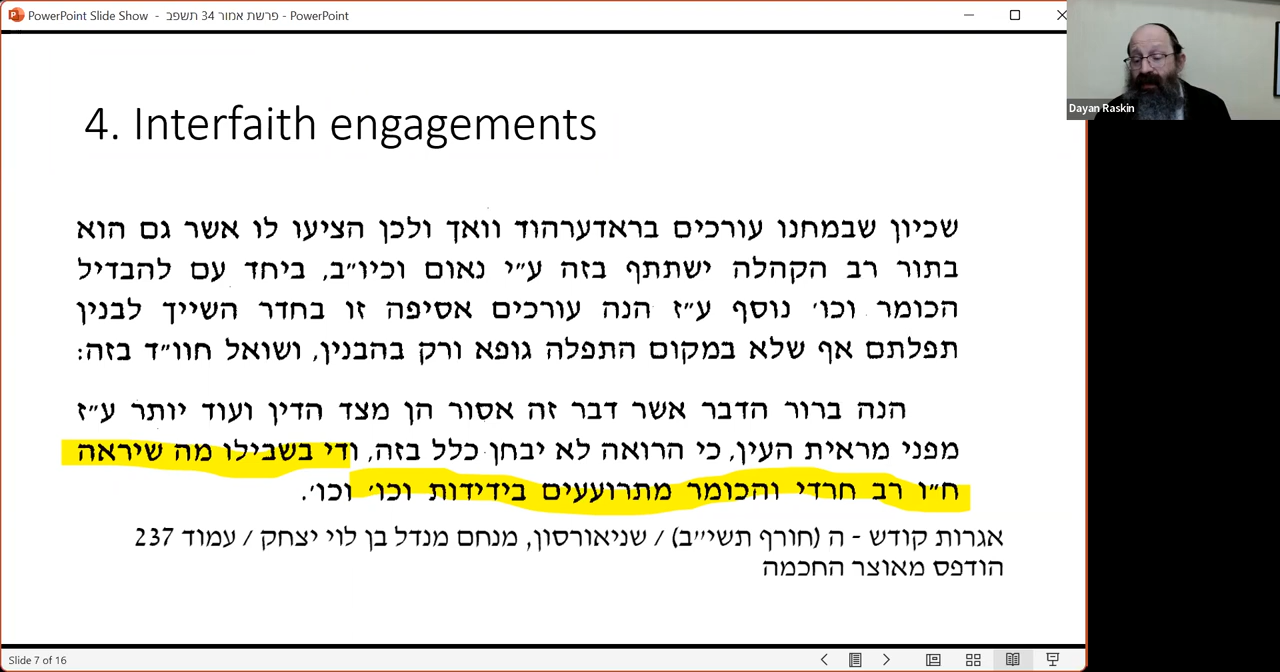 PowerPoint Slide Show - פרשת אמור 34 תשפב - PowerPoint
Dayan Raskin
4. Interfaith engagements
שכיון שבמחנו עורכים בראדערהוד וואך ולכן הציעו לו אשר גם הוא
בתור רב הקהלה ישתתף בזה ע"י נאום וכיו"ב, ביחד עם להבדיל
הכומר וכו' נוסף ע"ז הנה עורכים אסיפה זו בחדר השייך לבנין
תפלתם אף שלא במקום התפלה גופא ורק בהבנין, ושואל חוו"ד בזה:
הנה ברור הדבר אשר דבר זה אסור הן מצד הדין ועוד יותר ע"ז
מפני מראית העין, כי הרואה לא יבחן כלל בזה, ודי בשבילו מה שיראה
ח"ו רב חרדי והכומר מתרועעים בידידות וכו' וכו'.
אגרות קודש - ה (חורף תשי"ב) / שניאורסון, מנחם מנדל בן לוי יצחק / עמוד 237
הודפס מאוצר החכמה
Slide 7 of 16